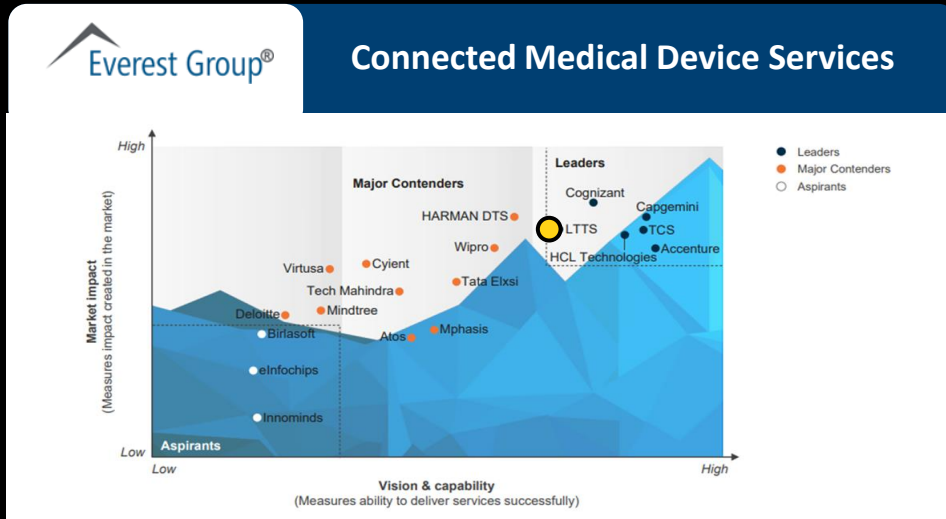 Everest Group®
Connected Medical Device Services
High
Leaders
Major Contenders
Aspirants
Leaders
Major Contenders
Cognizant
Capgemini
HARMAN DTS
LTTS
TCS
Wipro
HCL Technologies
Accenture
Virtusa
Cyient
Tata Elxsi
Tech Mahindra
Deloitte
Mindtree
Birlasoft
Atos
Mphasis
eInfochips
Innominds
Aspirants
Market impact
(Measures impact created in the market)
Low
Low
High
Vision & capability
(Measures ability to deliver services successfully)